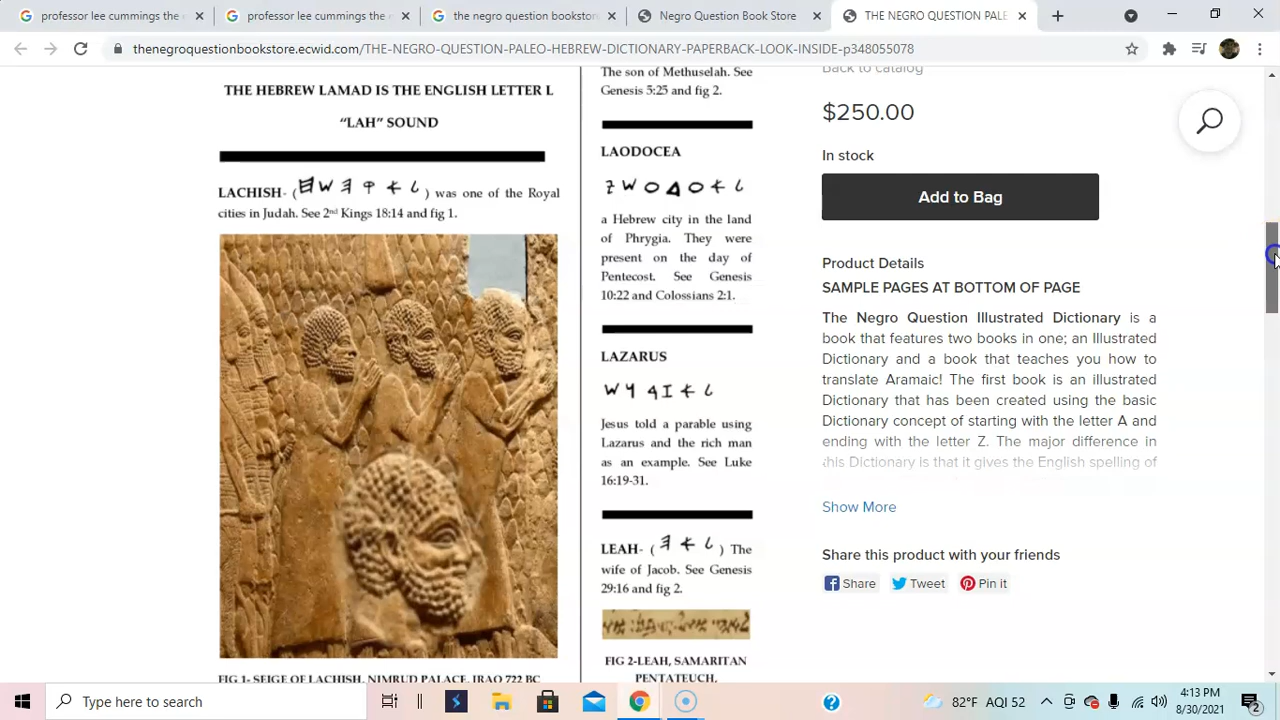 professor lee cummings the n
professor lee cummings the n
the negro question bookstore
Negro Question Book Store
THE NEGRO QUESTION PALE
thenegroquestionbookstore.ecwid.com/THE-NEGRO-QUESTION-PALEO-HEBREW-DICTIONARY-PAPERBACK-LOOK-INSIDE-p348055078
THE HEBREW LAMAD IS THE ENGLISH LETTER L
“LAH” SOUND
LACHISH- ( ) was one of the Royal
cities in Judah. See 2nd Kings 18:14 and fig 1.
FIG 1- SEIGE OF LACHISH, NIMRUD PALACE, IRAQ 722 BC
The son of Methuselah. See
Genesis 5:25 and fig 2.
LAODOCEA
a Hebrew city in the land
of Phrygia. They were
present on the day of
Pentecost. See Genesis
10:22 and Colossians 2:1.
LAZARUS
Jesus told a parable using
Lazarus and the rich man
as an example. See Luke
16:19-31.
LEAH- ( ) The
wife of Jacob. See Genesis
29:16 and fig 2.
FIG 2-LEAH, SAMARITAN
PENTATEUCH,
Back to catalog
$250.00
In stock
Add to Bag
Product Details
SAMPLE PAGES AT BOTTOM OF PAGE
The Negro Question Illustrated Dictionary is a
book that features two books in one; an Illustrated
Dictionary and a book that teaches you how to
translate Aramaic! The first book is an illustrated
Dictionary that has been created using the basic
Dictionary concept of starting with the letter A and
ending with the letter Z. The major difference in
this Dictionary is that it gives the English spelling of
Show More
Share this product with your friends
Share
Tweet
Pin it
Type here to search
82°F AQI 52
4:13 PM
8/30/2021
2